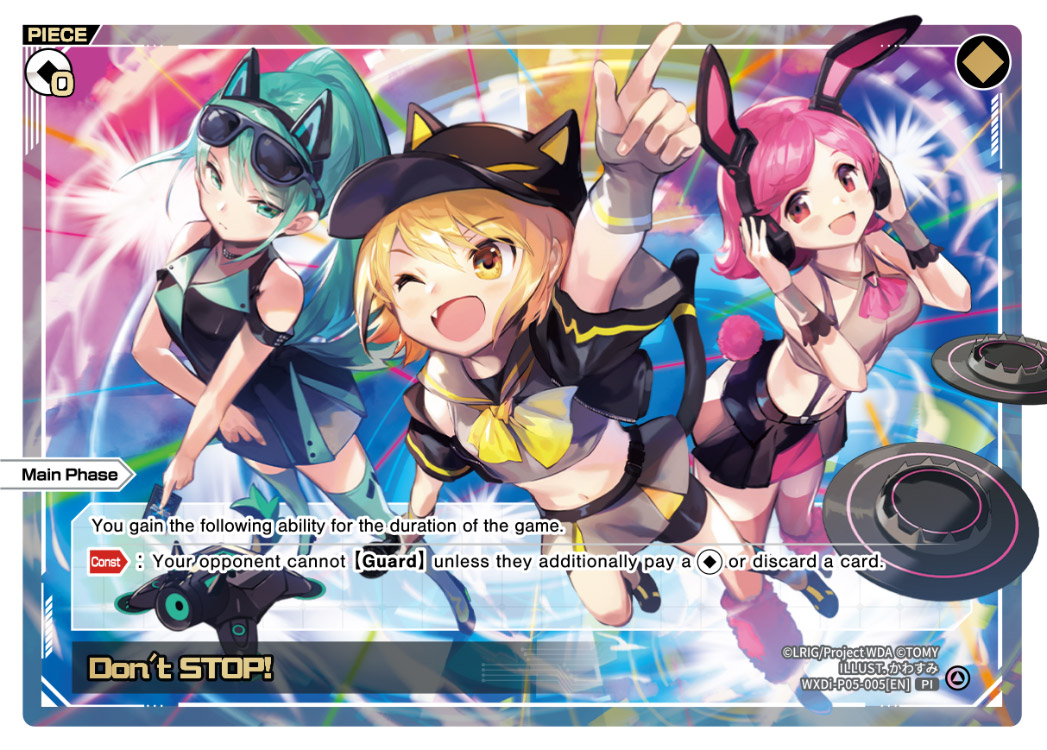 PIECE
0
Main Phase
You gain the following ability for the duration of the game.
Const : Your opponent cannot 【Guard】 unless they additionally pay a ◆ or discard a card.
Don't STOP!
©LRIG/Project WDA ©TOMY
ILLUST. かわすみ
WXDi-P05-005[EN] PI